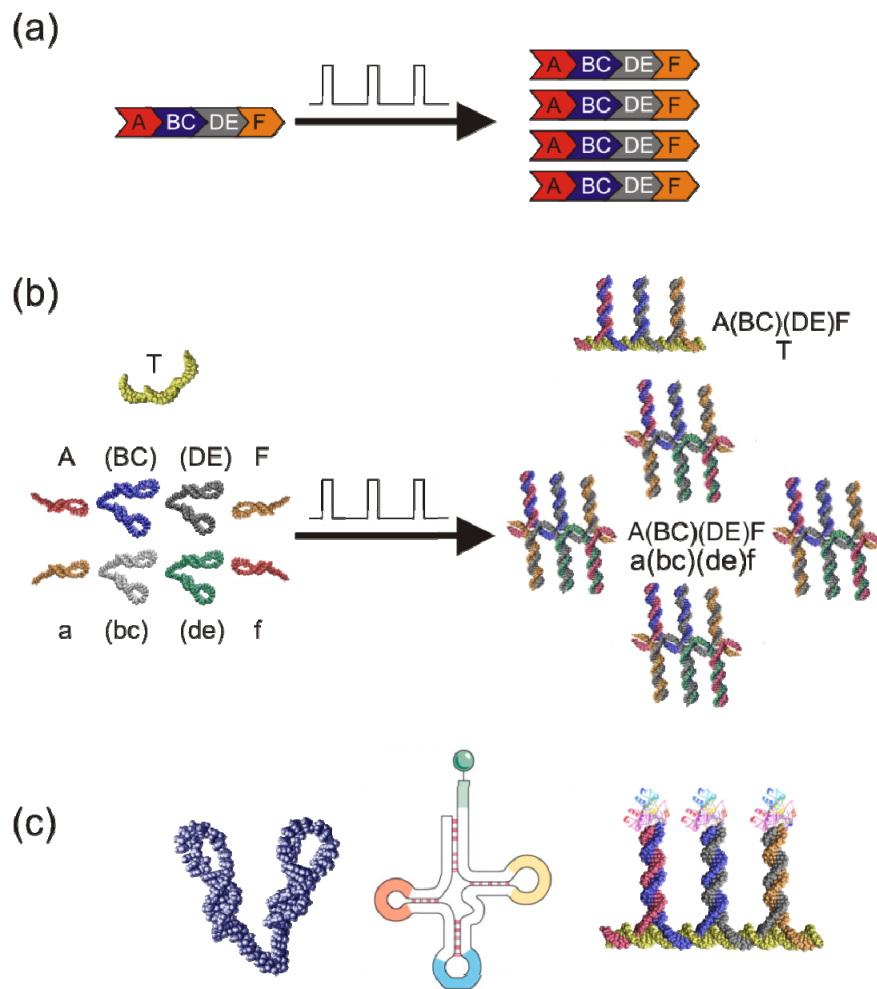 (a)
A BC DE F
A BC DE F
A BC DE F
A BC DE F
A BC DE F
(b)
T
A (BC) (DE) F
a (bc) (de) f
A(BC)(DE)F
T
A(BC)(DE)F
a(bc)(de)f
(c)